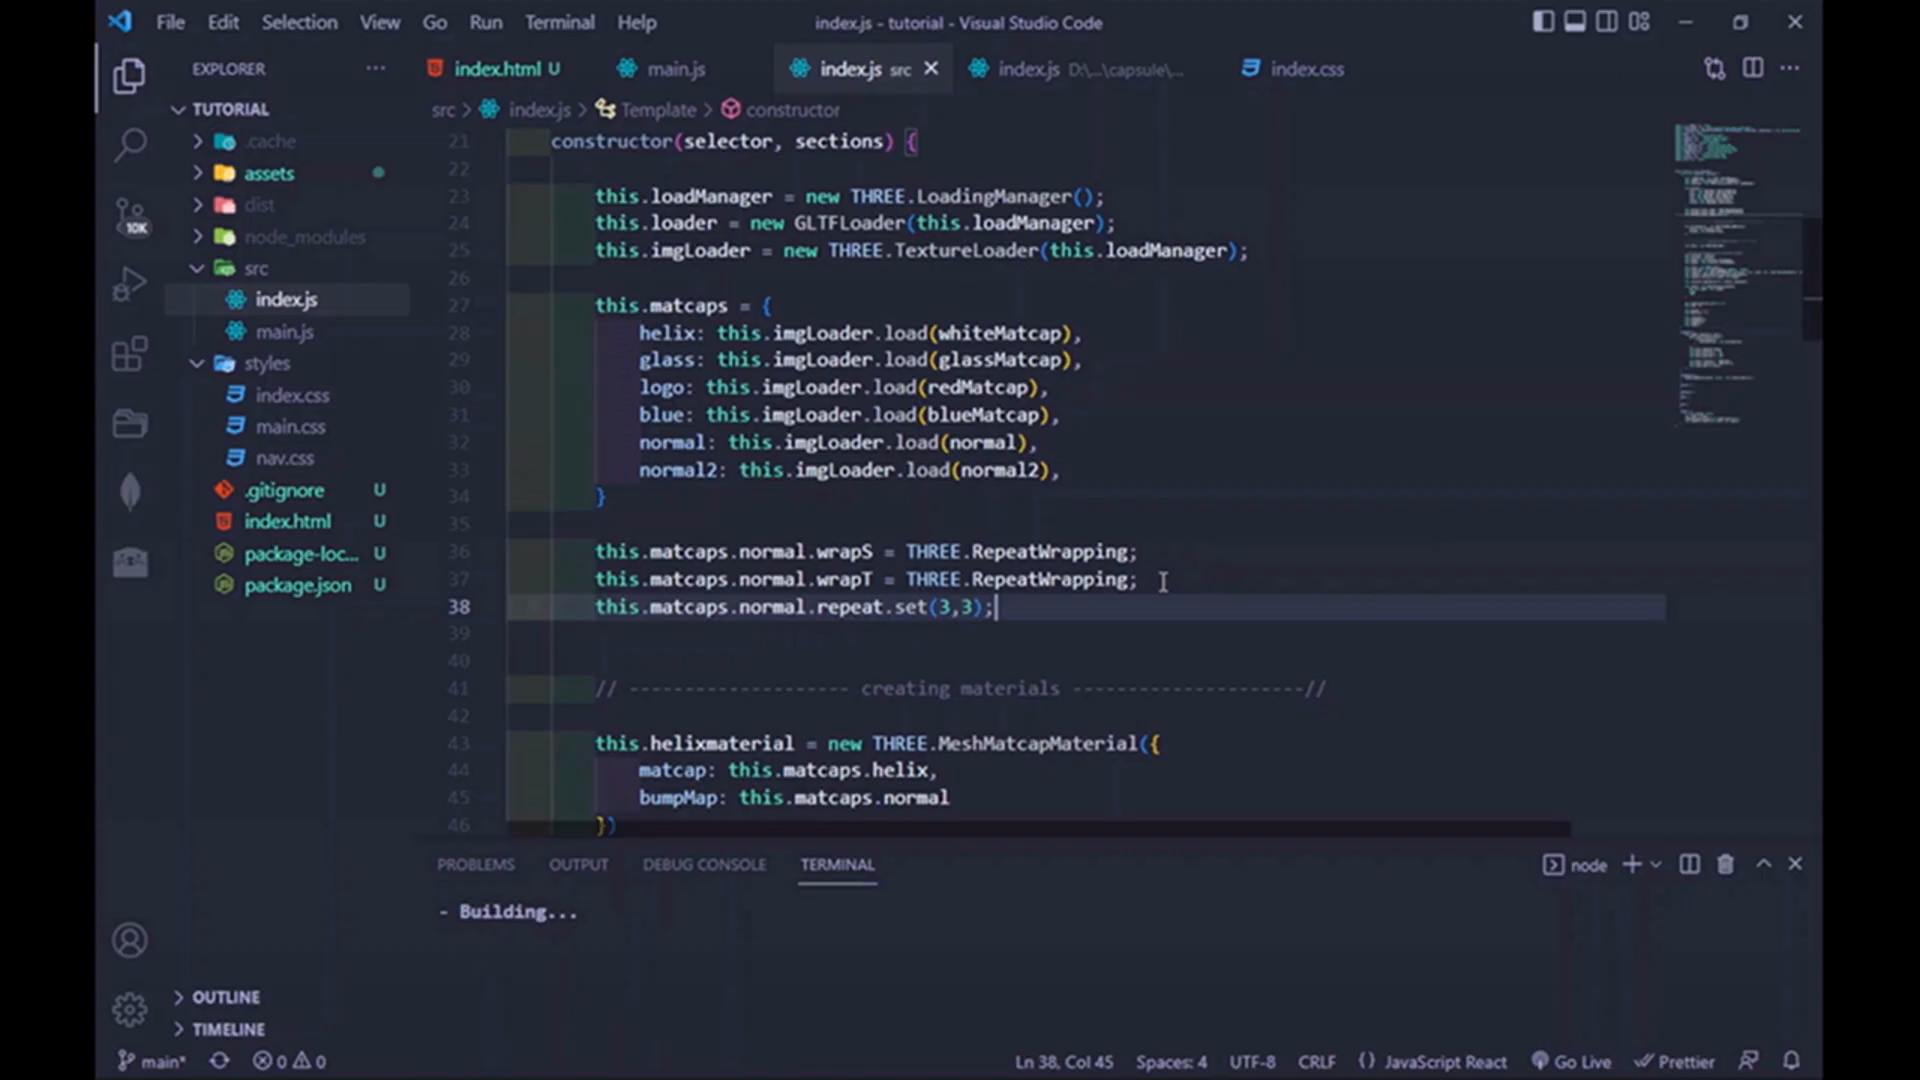 File Edit Selection View Go Run Terminal Help
index.js - tutorial - Visual Studio Code
EXPLORER ...
index.html U
main.js
index.js src
index.js D:\...\capsule\...
index.css
TUTORIAL
.cache
assets
dist
node_modules
src
index.js
main.js
styles
index.css
main.css
nav.css
.gitignore U
index.html U
package-loc... U
package.json U
10K
OUTLINE
TIMELINE
src > index.js > Template > constructor
21 constructor(selector, sections) {
22
23 this.loadManager = new THREE.LoadingManager();
24 this.loader = new GLTFLoader(this.loadManager);
25 this.imgLoader = new THREE.TextureLoader(this.loadManager);
26
27 this.matcaps = {
28 helix: this.imgLoader.load(whiteMatcap),
29 glass: this.imgLoader.load(glassMatcap),
30 logo: this.imgLoader.load(redMatcap),
31 blue: this.imgLoader.load(blueMatcap),
32 normal: this.imgLoader.load(normal),
33 normal2: this.imgLoader.load(normal2),
34 }
35
36 this.matcaps.normal.wrapS = THREE.RepeatWrapping;
37 this.matcaps.normal.wrapT = THREE.RepeatWrapping;
38 this.matcaps.normal.repeat.set(3,3);
39
40
41 // -------------------- creating materials ---------------------//
42
43 this.helixmaterial = new THREE.MeshMatcapMaterial({
44 matcap: this.matcaps.helix,
45 bumpMap: this.matcaps.normal
46 })
PROBLEMS OUTPUT DEBUG CONSOLE TERMINAL
node
- Building...
main* 0 0
Ln 38, Col 45 Spaces: 4 UTF-8 CRLF {} JavaScript React Go Live Prettier